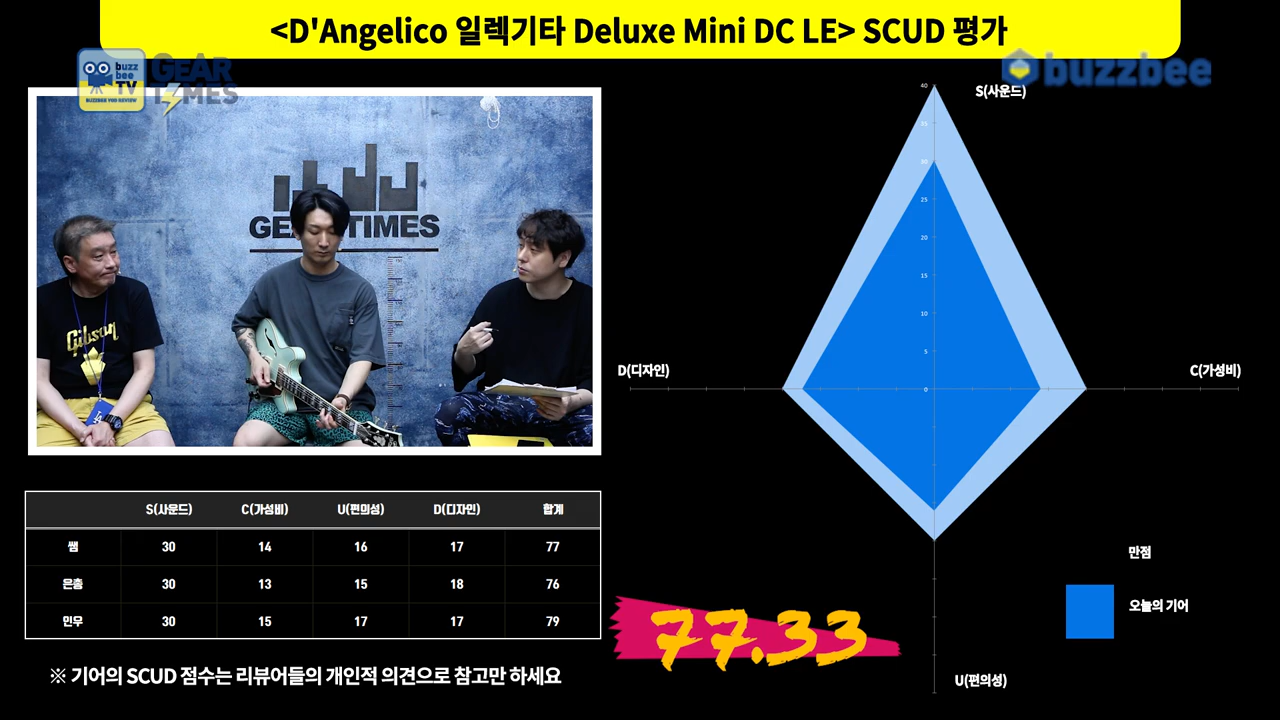 <D'Angelico 일렉기타 Deluxe Mini DC LE> SCUD 평가
buzz
bee
TV
BUZZBEE VOD REVIEW
GEAR
TIMES
buzzbee
GEAR TIMES
Gibson
S(사운드)
40
35
30
25
20
15
10
5
0
D(디자인)
C(가성비)
U(편의성)
만점
오늘의 기어
S(사운드) C(가성비) U(편의성) D(디자인) 합계
쌤 30 14 16 17 77
은총 30 13 15 18 76
민우 30 15 17 17 79
77.33
※ 기어의 SCUD 점수는 리뷰어들의 개인적 의견으로 참고만 하세요